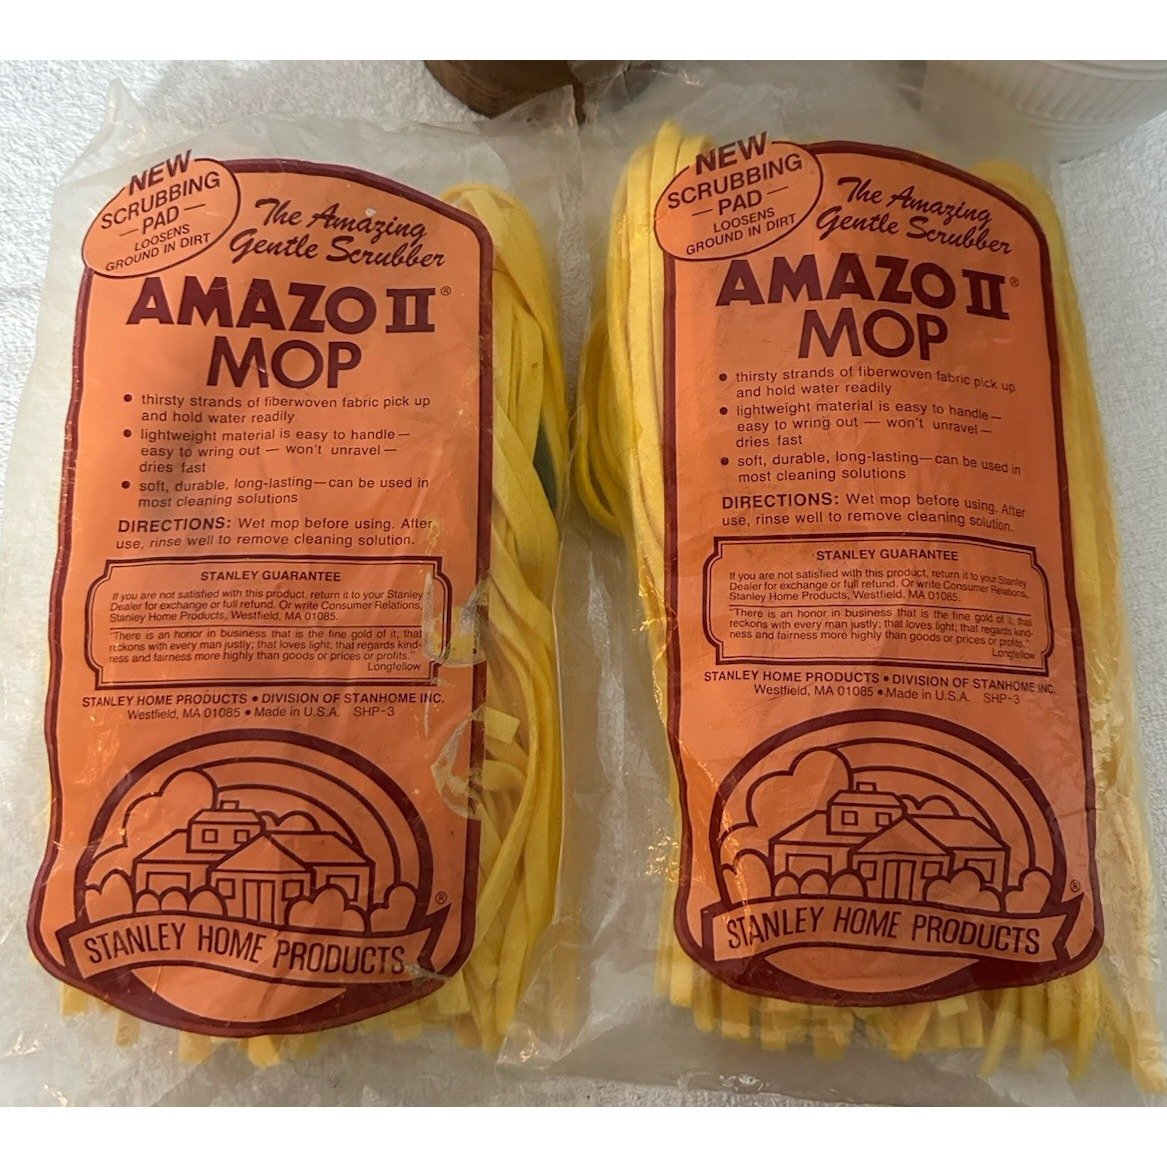 NEW
SCRUBBING
— PAD —
LOOSENS
GROUND IN DIRT
The Amazing
Gentle Scrubber
AMAZO II®
MOP
• thirsty strands of fiberwoven fabric pick up
and hold water readily
• lightweight material is easy to handle —
easy to wring out — won't unravel —
dries fast
• soft, durable, long-lasting—can be used in
most cleaning solutions
DIRECTIONS: Wet mop before using. After
use, rinse well to remove cleaning solution.
STANLEY GUARANTEE
If you are not satisfied with this product, return it to your Stanley
Dealer for exchange or full refund. Or write Consumer Relations,
Stanley Home Products, Westfield, MA 01085.
"There is an honor in business that is the fine gold of it; that
reckons with every man justly; that loves light; that regards kind-
ness and fairness more highly than goods or prices or profits."
Longfellow
STANLEY HOME PRODUCTS • DIVISION OF STANHOME INC.
Westfield, MA 01085 • Made in U.S.A. SHP-3
®
STANLEY HOME PRODUCTS
NEW
SCRUBBING
— PAD —
LOOSENS
GROUND IN DIRT
The Amazing
Gentle Scrubber
AMAZO II®
MOP
• thirsty strands of fiberwoven fabric pick up
and hold water readily
• lightweight material is easy to handle—
easy to wring out — won't unravel —
dries fast
• soft, durable, long-lasting—can be used in
most cleaning solutions
DIRECTIONS: Wet mop before using. After
use, rinse well to remove cleaning solution.
STANLEY GUARANTEE
If you are not satisfied with this product, return it to your Stanley
Dealer for exchange or full refund. Or write Consumer Relations,
Stanley Home Products, Westfield, MA 01085.
"There is an honor in business that is the fine gold of it; that
reckons with every man justly; that loves light; that regards kind-
ness and fairness more highly than goods or prices or profits."
Longfellow
STANLEY HOME PRODUCTS • DIVISION OF STANHOME INC.
Westfield, MA 01085 • Made in U.S.A. SHP-3
®
STANLEY HOME PRODUCTS